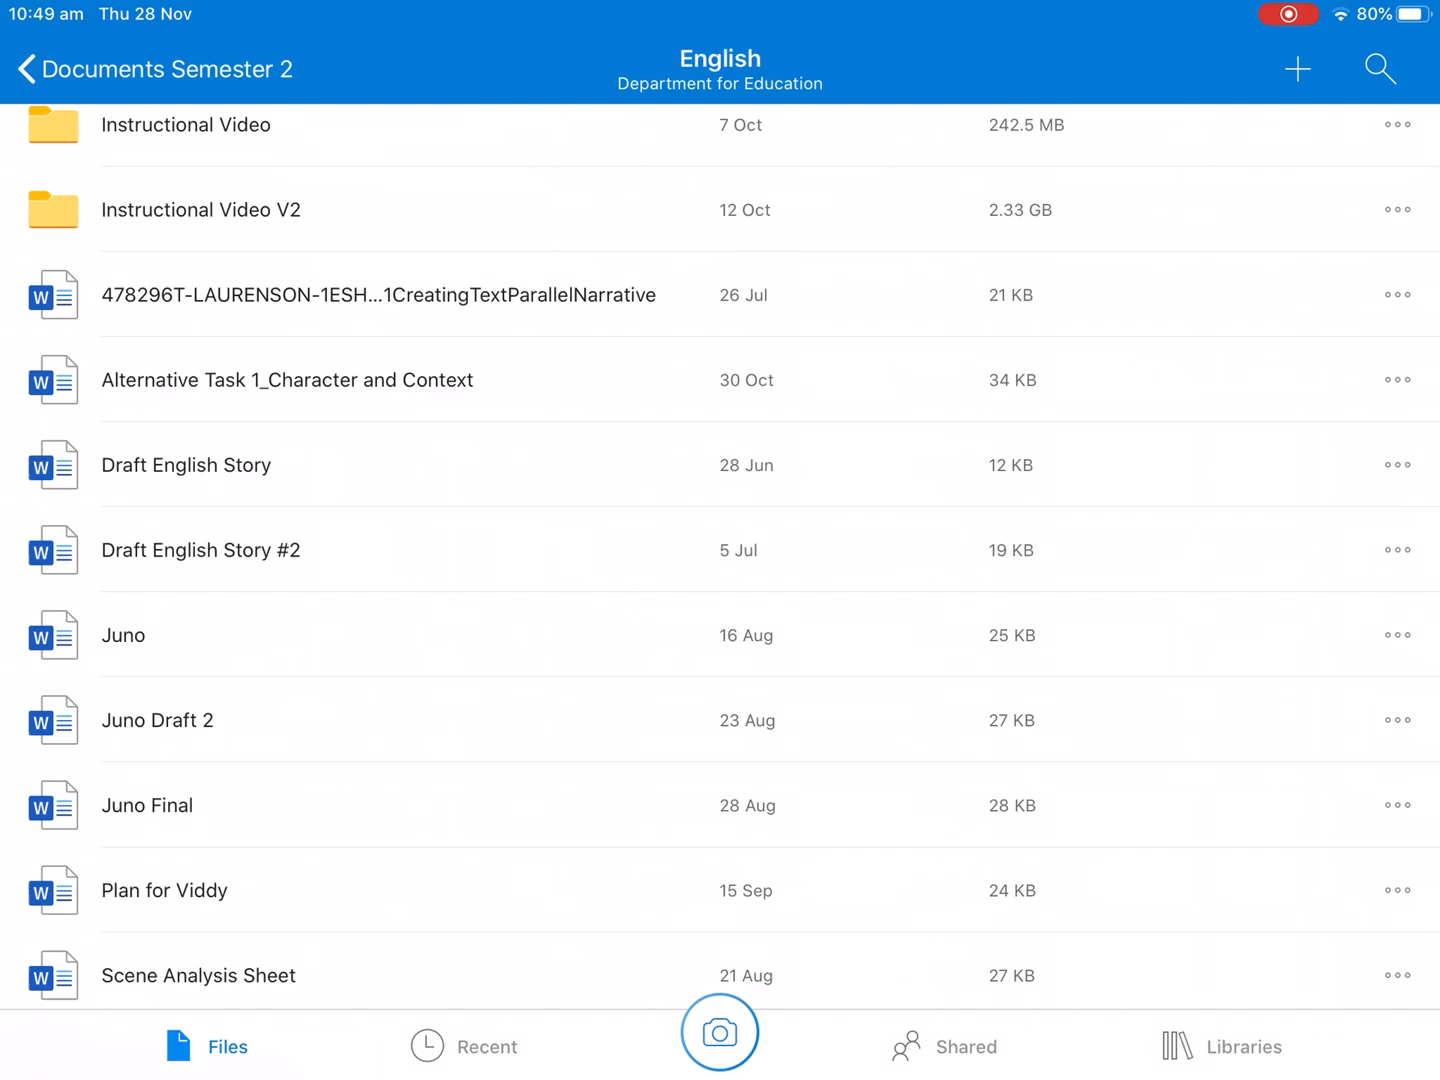 10:49 am Thu 28 Nov 80%
Documents Semester 2
English
Department for Education
Instructional Video 7 Oct 242.5 MB
Instructional Video V2 12 Oct 2.33 GB
W 478296T-LAURENSON-1ESH...1CreatingTextParallelNarrative 26 Jul 21 KB
W Alternative Task 1_Character and Context 30 Oct 34 KB
W Draft English Story 28 Jun 12 KB
W Draft English Story #2 5 Jul 19 KB
W Juno 16 Aug 25 KB
W Juno Draft 2 23 Aug 27 KB
W Juno Final 28 Aug 28 KB
W Plan for Viddy 15 Sep 24 KB
W Scene Analysis Sheet 21 Aug 27 KB
Files Recent Shared Libraries